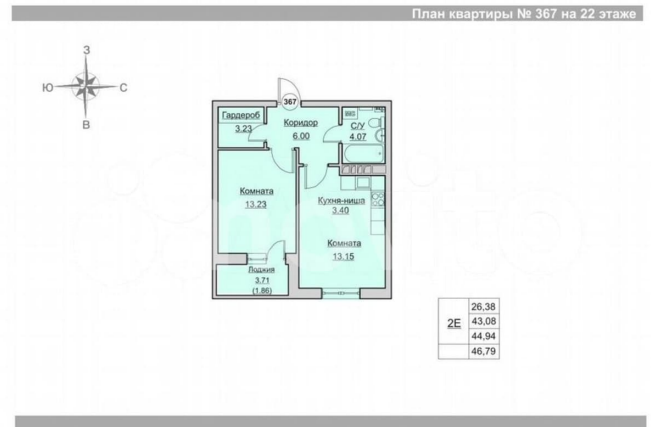 План квартиры № 367 на 22 этаже
З
Ю
С
В
367
Гардероб
3.23
Коридор
6.00
С/У
4.07
Комната
13.23
Кухня-ниша
3.40
Комната
13.15
Лоджия
3.71
(1.86)
2Е
26,38
43,08
44,94
46,79